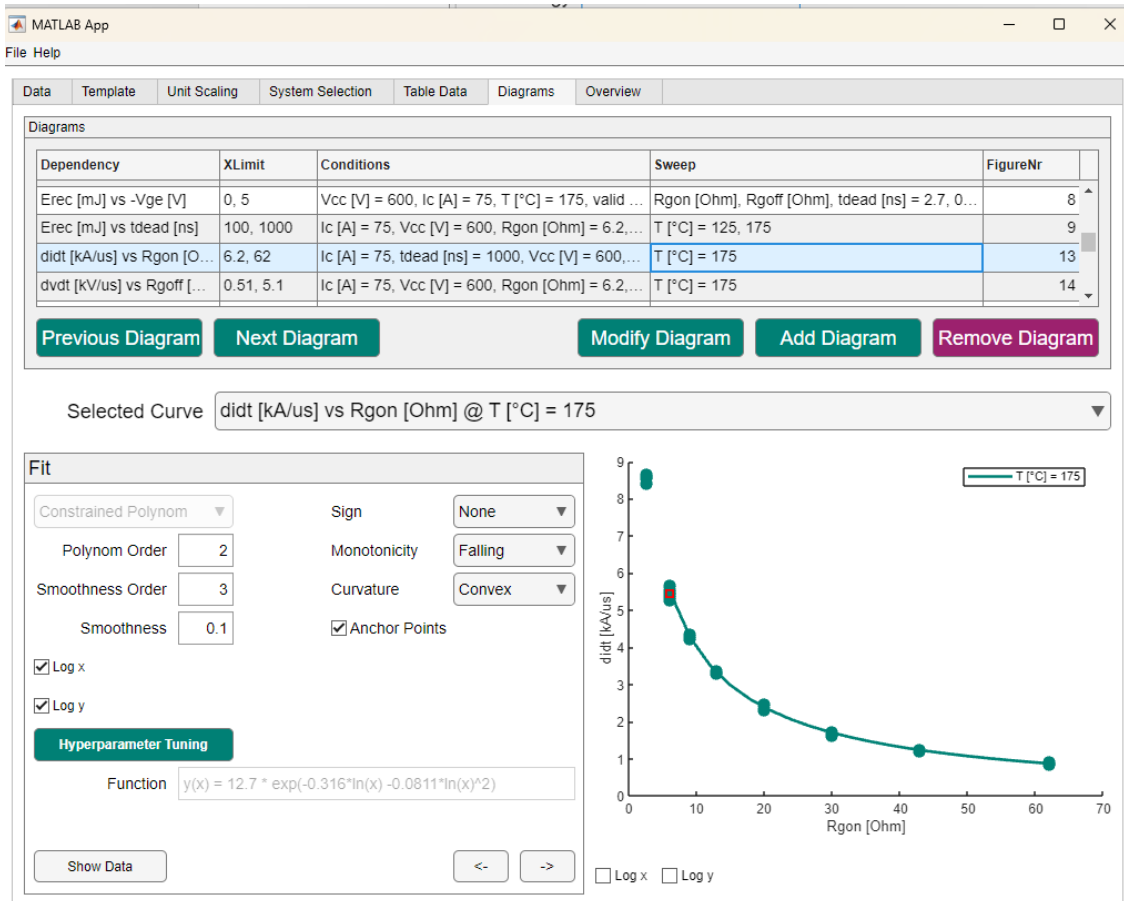 MATLAB App
File Help
Data Template Unit Scaling System Selection Table Data Diagrams Overview
Diagrams
Dependency XLimit Conditions Sweep FigureNr
Erec [mJ] vs -Vge [V] 0, 5 Vcc [V] = 600, Ic [A] = 75, T [°C] = 175, valid ... Rgon [Ohm], Rgoff [Ohm], tdead [ns] = 2.7, 0... 8
Erec [mJ] vs tdead [ns] 100, 1000 Ic [A] = 75, Vcc [V] = 600, Rgon [Ohm] = 6.2,... T [°C] = 125, 175 9
didt [kA/us] vs Rgon [O... 6.2, 62 Ic [A] = 75, tdead [ns] = 1000, Vcc [V] = 600,... T [°C] = 175 13
dvdt [kV/us] vs Rgoff [... 0.51, 5.1 Ic [A] = 75, Vcc [V] = 600, Rgon [Ohm] = 6.2,... T [°C] = 175 14
Previous Diagram Next Diagram Modify Diagram Add Diagram Remove Diagram
Selected Curve didt [kA/us] vs Rgon [Ohm] @ T [°C] = 175
Fit
Constrained Polynom Sign None
Polynom Order 2 Monotonicity Falling
Smoothness Order 3 Curvature Convex
Smoothness 0.1 Anchor Points
Log x
Log y
Hyperparameter Tuning
Function y(x) = 12.7 * exp(-0.316*ln(x) -0.0811*ln(x)^2)
Show Data <- ->
T [°C] = 175
9
8
7
6
5
4
3
2
1
0
didt [kA/us]
0 10 20 30 40 50 60 70
Rgon [Ohm]
Log x Log y